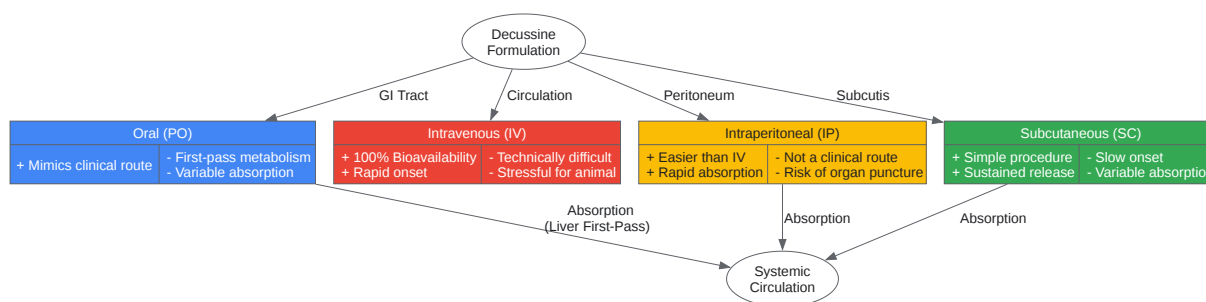 Decussine
Formulation
GI Tract
Circulation
Peritoneum
Subcutis
Oral (PO)
+ Mimics clinical route
- First-pass metabolism
- Variable absorption
Intravenous (IV)
+ 100% Bioavailability
+ Rapid onset
- Technically difficult
- Stressful for animal
Intraperitoneal (IP)
+ Easier than IV
+ Rapid absorption
- Not a clinical route
- Risk of organ puncture
Subcutaneous (SC)
+ Simple procedure
+ Sustained release
- Slow onset
- Variable absorptio
Absorption
(Liver First-Pass)
Absorption
Absorption
Systemic
Circulation